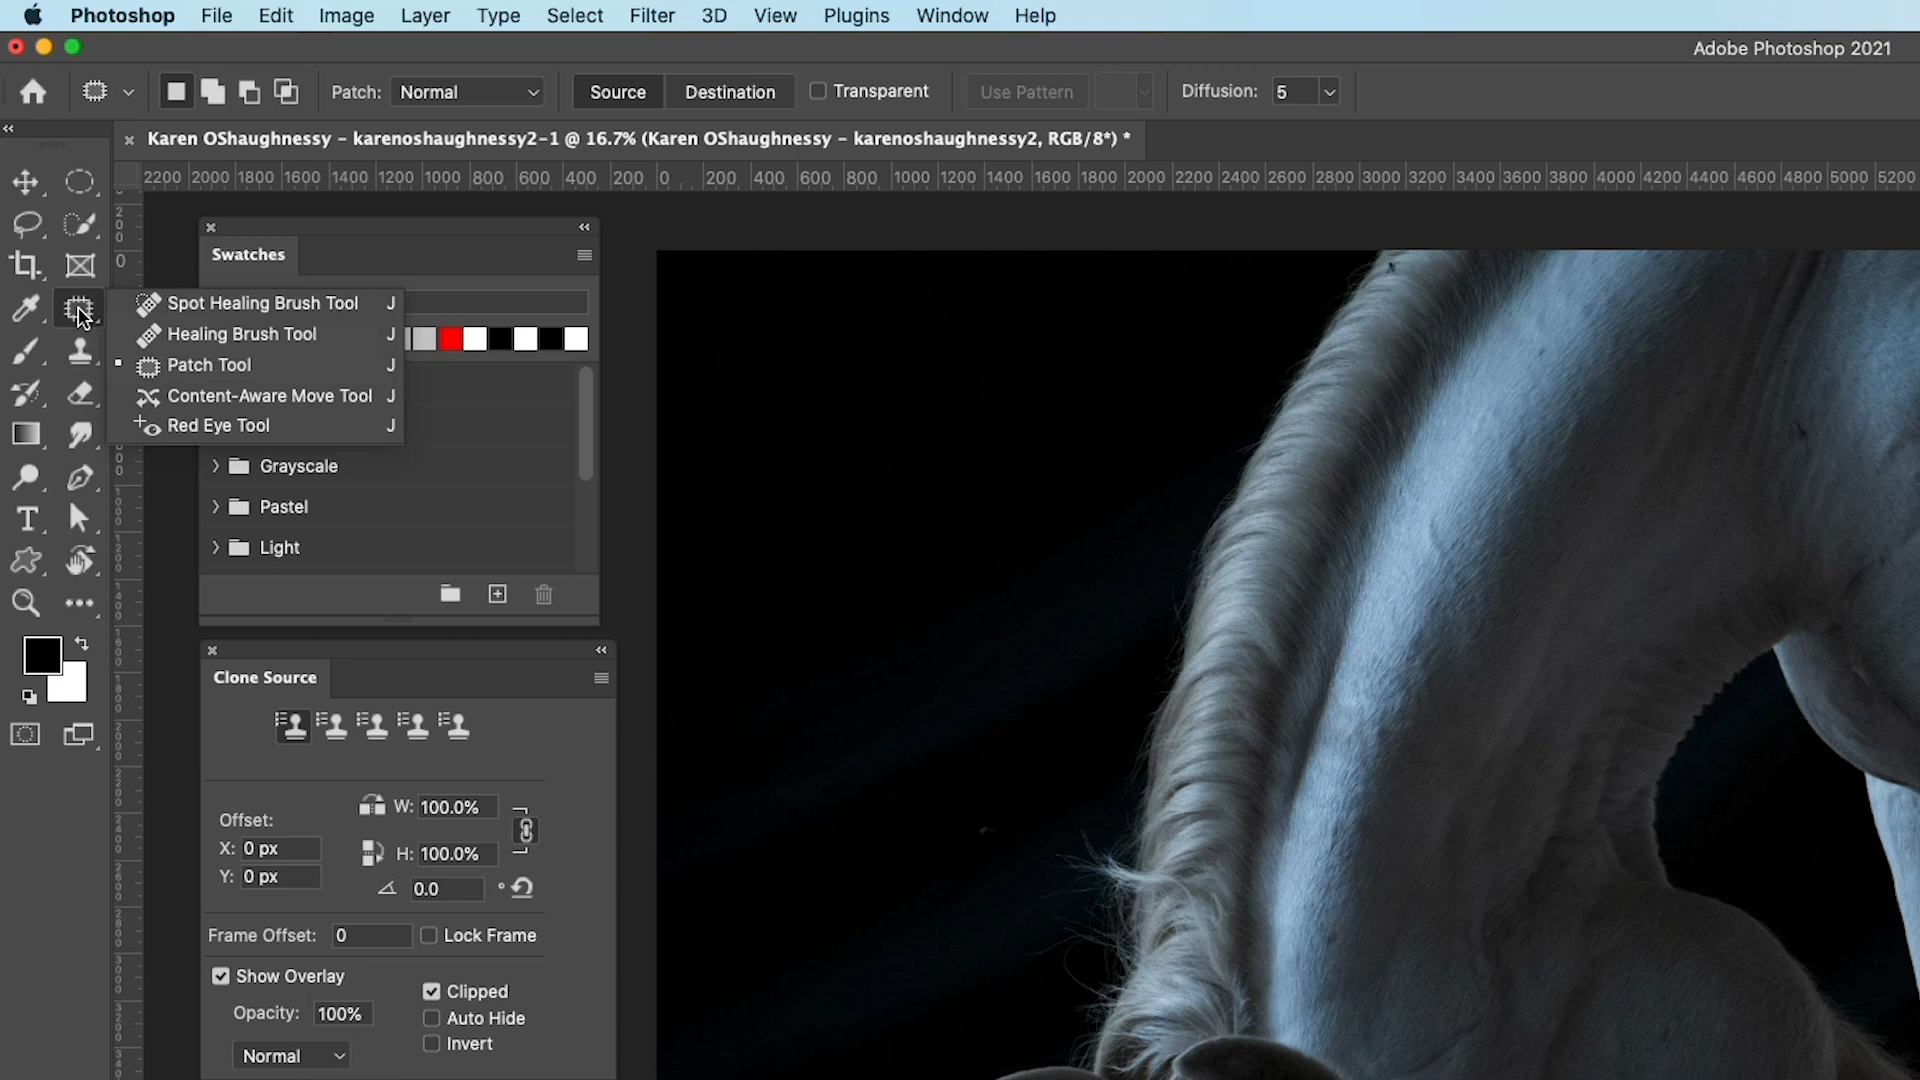 Photoshop File Edit Image Layer Type Select Filter 3D View Plugins Window Help
Adobe Photoshop 2021
Patch: Normal Source Destination Transparent Use Pattern Diffusion: 5
Karen OShaughnessy - karenoshaughnessy2-1 @ 16.7% (Karen OShaughnessy - karenoshaughnessy2, RGB/8*) *
2200 2000 1800 1600 1400 1200 1000 800 600 400 200 0 200 400 600 800 1000 1200 1400 1600 1800 2000 2200 2400 2600 2800 3000 3200 3400 3600 3800 4000 4200 4400 4600 4800 5000 5200
Swatches
Spot Healing Brush Tool J
Healing Brush Tool J
Patch Tool J
Content-Aware Move Tool J
Red Eye Tool J
Grayscale
Pastel
Light
Clone Source
Offset:
W: 100.0%
X: 0 px
H: 100.0%
Y: 0 px
0.0 °
Frame Offset: 0 Lock Frame
Show Overlay
Clipped
Opacity: 100%
Auto Hide
Invert
Normal